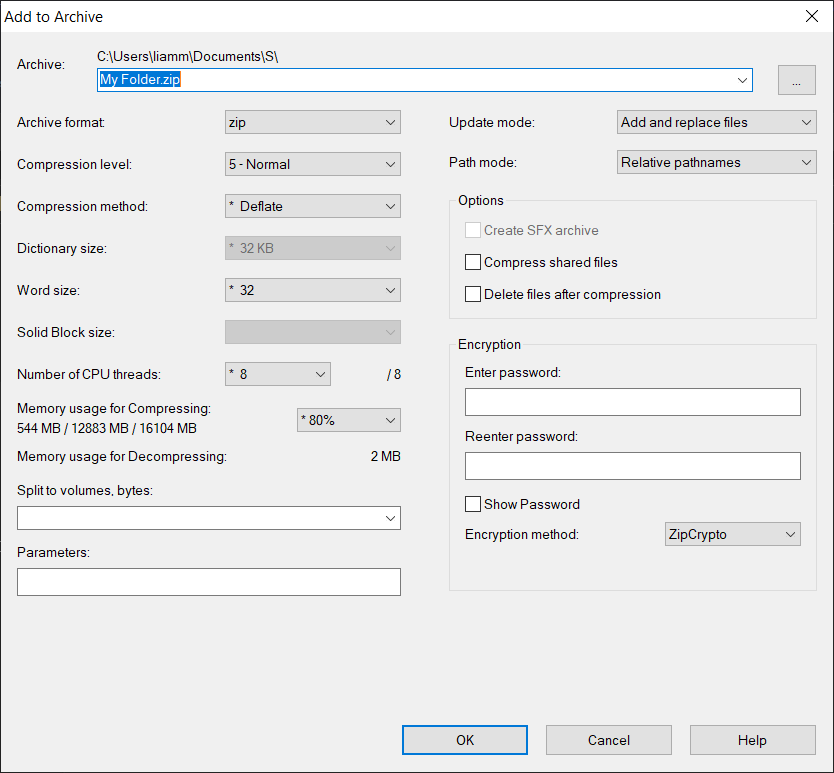 Add to Archive
Archive:
C:\Users\liamm\Documents\S\
My Folder.zip
...
Archive format:
zip
Compression level:
5 - Normal
Compression method:
* Deflate
Dictionary size:
* 32 KB
Word size:
* 32
Solid Block size:
Number of CPU threads:
* 8
/ 8
Memory usage for Compressing:
544 MB / 12883 MB / 16104 MB
* 80%
Memory usage for Decompressing:
2 MB
Split to volumes, bytes:
Parameters:
Update mode:
Add and replace files
Path mode:
Relative pathnames
Options
Create SFX archive
Compress shared files
Delete files after compression
Encryption
Enter password:
Reenter password:
Show Password
Encryption method:
ZipCrypto
OK
Cancel
Help